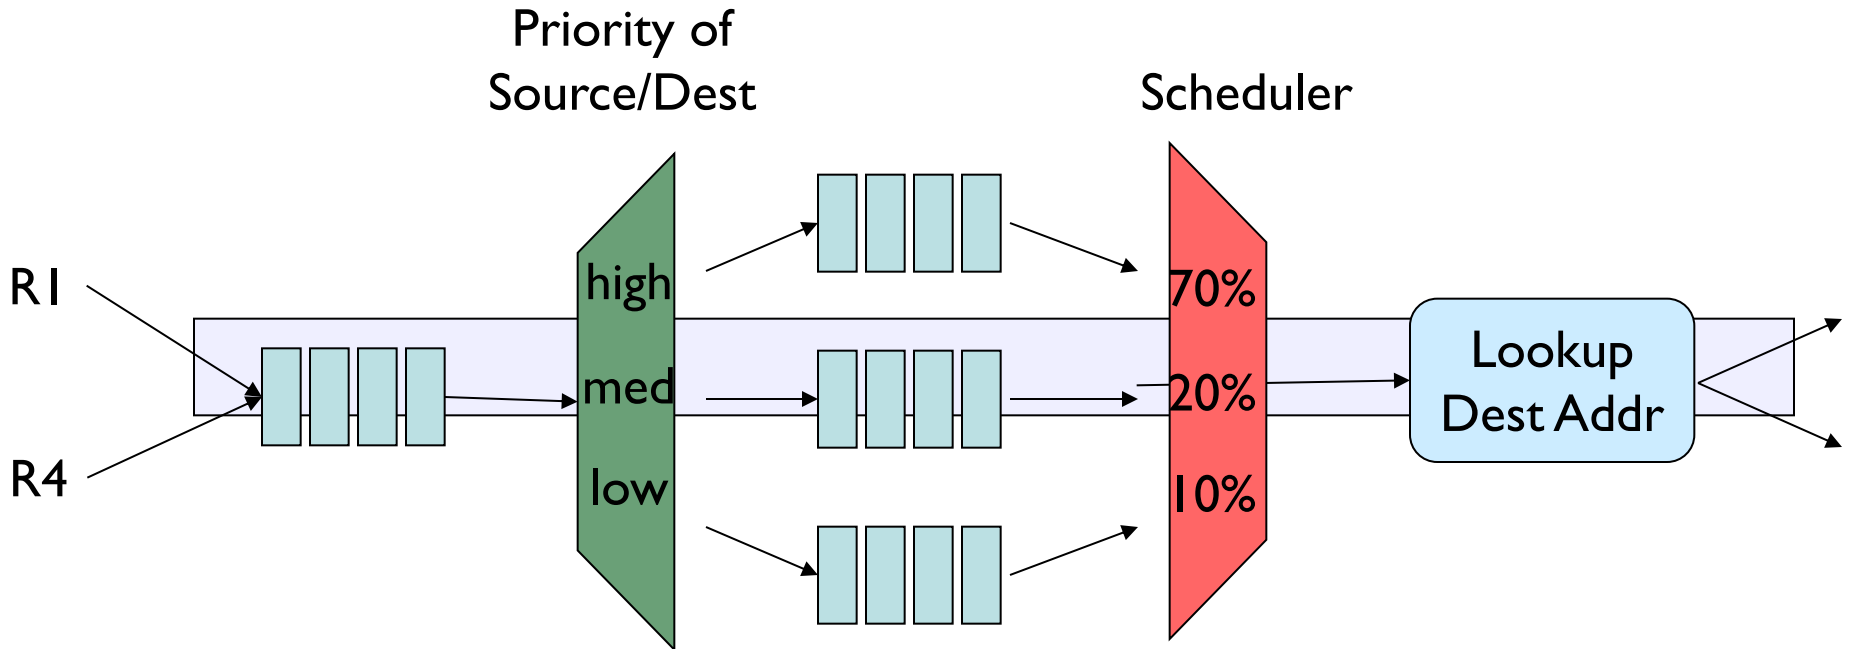 Priority of
Source/Dest
Scheduler
R1
R4
high
med
low
70%
20%
10%
Lookup
Dest Addr